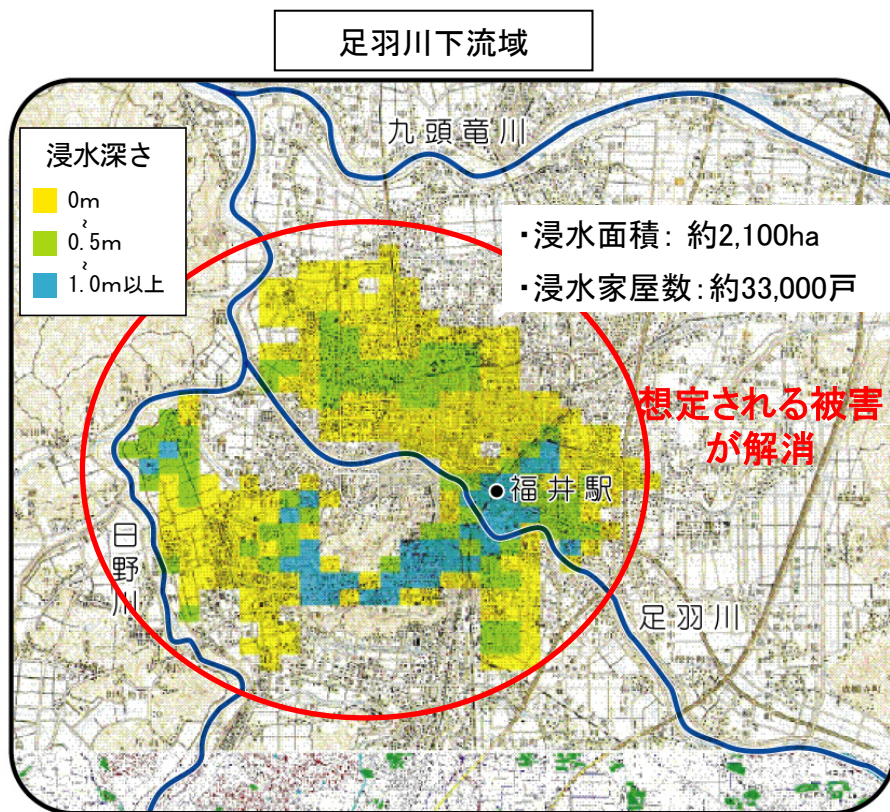 足羽川下流域
九頭竜川
浸水深さ
0m
~
0.5m
~
1.0m以上
・浸水面積：約2,100ha
・浸水家屋数：約33,000戸
想定される被害
が解消
福井駅
日野川
足羽川